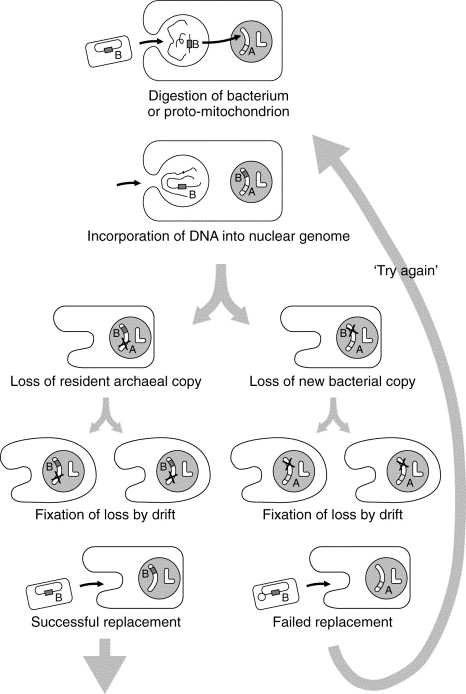 B
B
A
Digestion of bacterium
or proto-mitochondrion
B
B
A
Incorporation of DNA into nuclear genome
'Try again'
B
A
B
A
Loss of resident archaeal copy
Loss of new bacterial copy
B
B
A
A
Fixation of loss by drift
Fixation of loss by drift
B
B
B
A
Successful replacement
Failed replacement